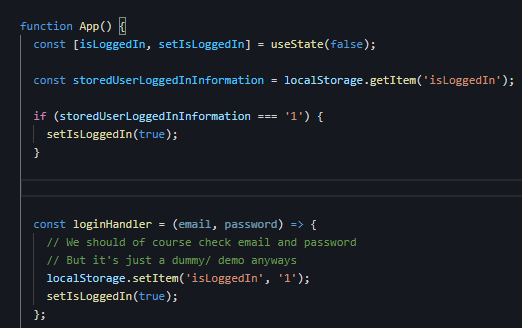 function App() {
const [isLoggedIn, setIsLoggedIn] = useState(false);
const storedUserLoggedInInformation = localStorage.getItem('isLoggedIn');
if (storedUserLoggedInInformation === '1') {
setIsLoggedIn(true);
}
const loginHandler = (email, password) => {
// We should of course check email and password
// But it's just a dummy/ demo anyways
localStorage.setItem('isLoggedIn', '1');
setIsLoggedIn(true);
};